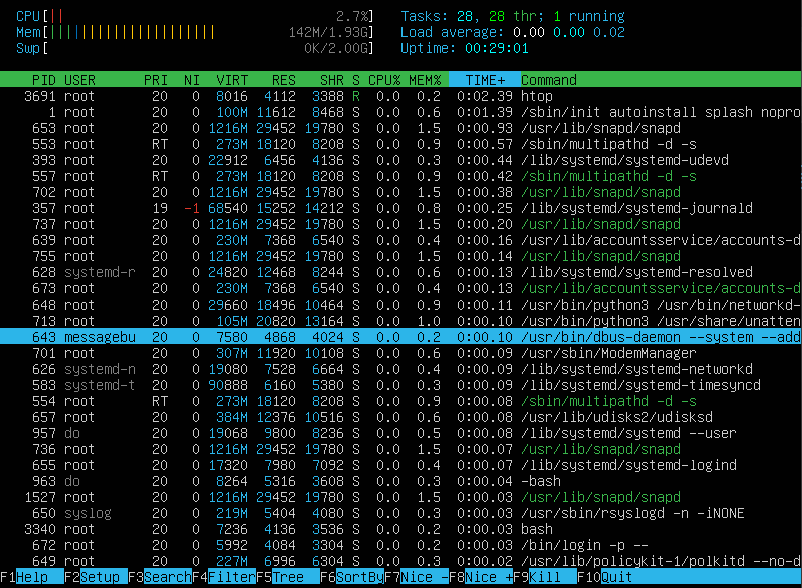 CPU[|| 2.7%] Tasks: 28, 28 thr; 1 running
Mem[||||||||||||||||||||| 142M/1.93G] Load average: 0.00 0.00 0.02
Swp[ 0K/2.00G] Uptime: 00:29:01
PID USER PRI NI VIRT RES SHR S CPU% MEM% TIME+ Command
3691 root 20 0 8016 4112 3388 R 0.0 0.2 0:02.39 htop
1 root 20 0 100M 11612 8468 S 0.0 0.6 0:01.39 /sbin/init autoinstall splash nopro
653 root 20 0 1216M 29452 19780 S 0.0 1.5 0:00.93 /usr/lib/snapd/snapd
553 root RT 0 273M 18120 8208 S 0.0 0.9 0:00.57 /sbin/multipathd -d -s
393 root 20 0 22912 6456 4136 S 0.0 0.3 0:00.44 /lib/systemd/systemd-udevd
557 root RT 0 273M 18120 8208 S 0.0 0.9 0:00.42 /sbin/multipathd -d -s
702 root 20 0 1216M 29452 19780 S 0.0 1.5 0:00.38 /usr/lib/snapd/snapd
357 root 19 -1 68540 15252 14212 S 0.0 0.8 0:00.25 /lib/systemd/systemd-journald
737 root 20 0 1216M 29452 19780 S 0.0 1.5 0:00.20 /usr/lib/snapd/snapd
639 root 20 0 230M 7368 6540 S 0.0 0.4 0:00.16 /usr/lib/accountsservice/accounts-d
755 root 20 0 1216M 29452 19780 S 0.0 1.5 0:00.14 /usr/lib/snapd/snapd
628 systemd-r 20 0 24820 12468 8244 S 0.0 0.6 0:00.13 /lib/systemd/systemd-resolved
673 root 20 0 230M 7368 6540 S 0.0 0.4 0:00.13 /usr/lib/accountsservice/accounts-d
648 root 20 0 29660 18496 10464 S 0.0 0.9 0:00.11 /usr/bin/python3 /usr/bin/networkd-
713 root 20 0 105M 20820 13164 S 0.0 1.0 0:00.10 /usr/bin/python3 /usr/share/unatten
643 messagebu 20 0 7580 4868 4024 S 0.0 0.2 0:00.10 /usr/bin/dbus-daemon --system --add
701 root 20 0 307M 11920 10108 S 0.0 0.6 0:00.09 /usr/sbin/ModemManager
626 systemd-n 20 0 19080 7528 6664 S 0.0 0.4 0:00.09 /lib/systemd/systemd-networkd
583 systemd-t 20 0 90888 6160 5380 S 0.0 0.3 0:00.09 /lib/systemd/systemd-timesyncd
554 root RT 0 273M 18120 8208 S 0.0 0.9 0:00.08 /sbin/multipathd -d -s
657 root 20 0 384M 12376 10516 S 0.0 0.6 0:00.08 /usr/lib/udisks2/udisksd
957 do 20 0 19068 9800 8236 S 0.0 0.5 0:00.08 /lib/systemd/systemd --user
736 root 20 0 1216M 29452 19780 S 0.0 1.5 0:00.07 /usr/lib/snapd/snapd
655 root 20 0 17320 7980 7092 S 0.0 0.4 0:00.07 /lib/systemd/systemd-logind
963 do 20 0 8264 5316 3608 S 0.0 0.3 0:00.04 -bash
1527 root 20 0 1216M 29452 19780 S 0.0 1.5 0:00.03 /usr/lib/snapd/snapd
650 syslog 20 0 219M 5404 4080 S 0.0 0.3 0:00.03 /usr/sbin/rsyslogd -n -iNONE
3340 root 20 0 7236 4136 3536 S 0.0 0.2 0:00.03 bash
672 root 20 0 5992 4084 3304 S 0.0 0.2 0:00.03 /bin/login -p --
649 root 20 0 227M 6996 6304 S 0.0 0.3 0:00.02 /usr/lib/policykit-1/polkitd --no-d
F1Help F2Setup F3SearchF4FilterF5Tree F6SortByF7Nice -F8Nice +F9Kill F10Quit